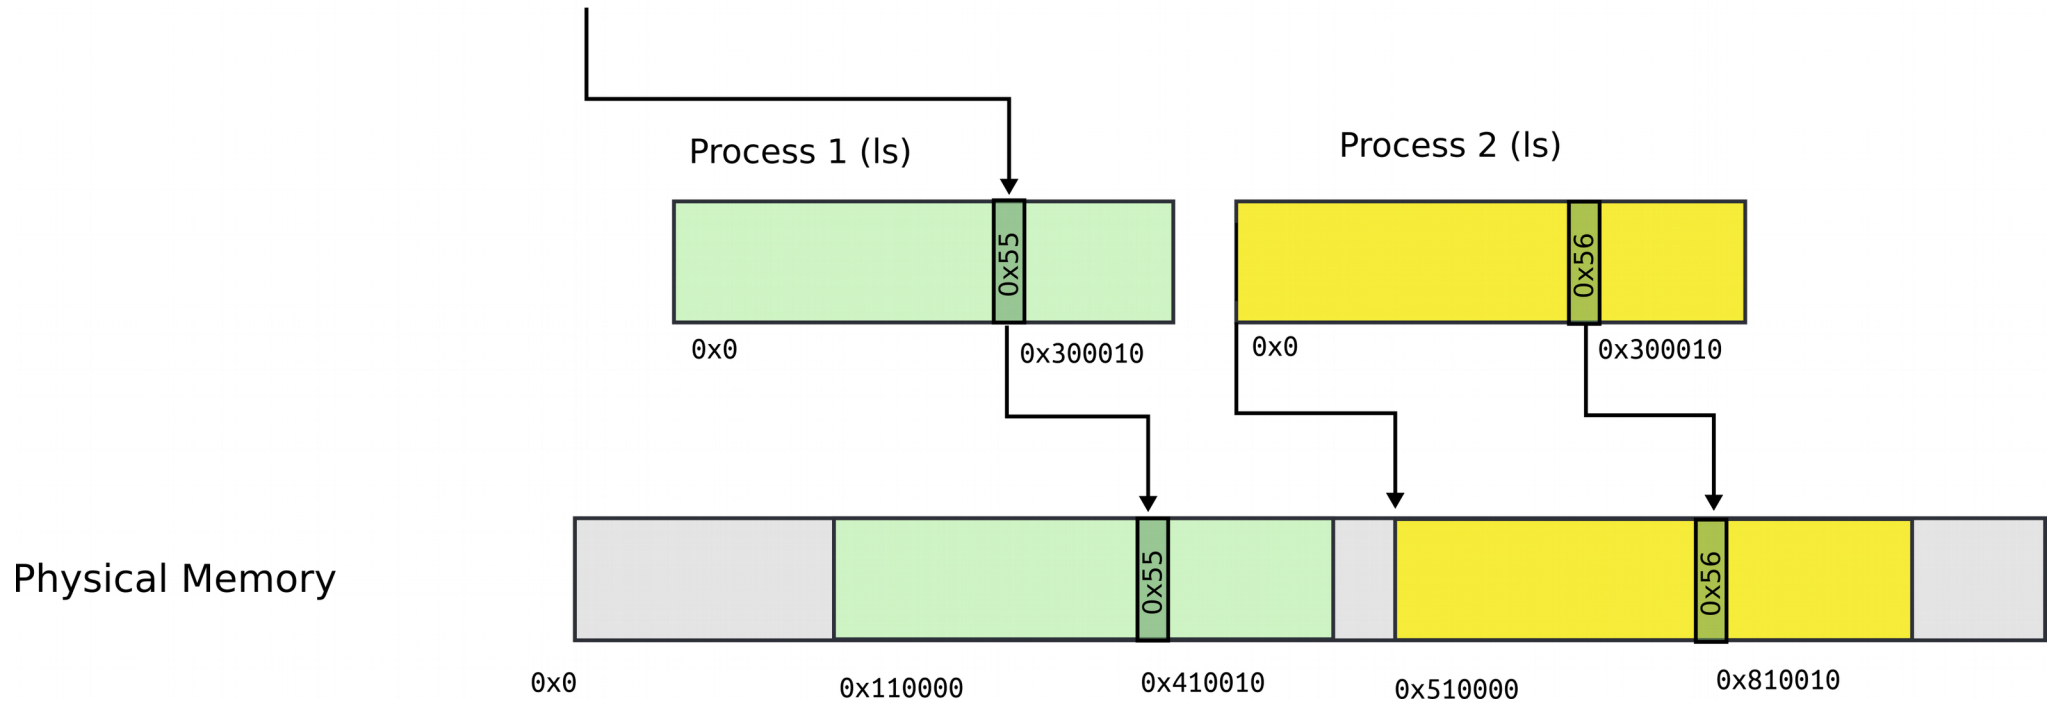 Process 1 (ls)
Process 2 (ls)
0x55
0x56
0x0
0x300010
0x0
0x300010
Physical Memory
0x55
0x56
0x0
0x110000
0x410010
0x510000
0x810010